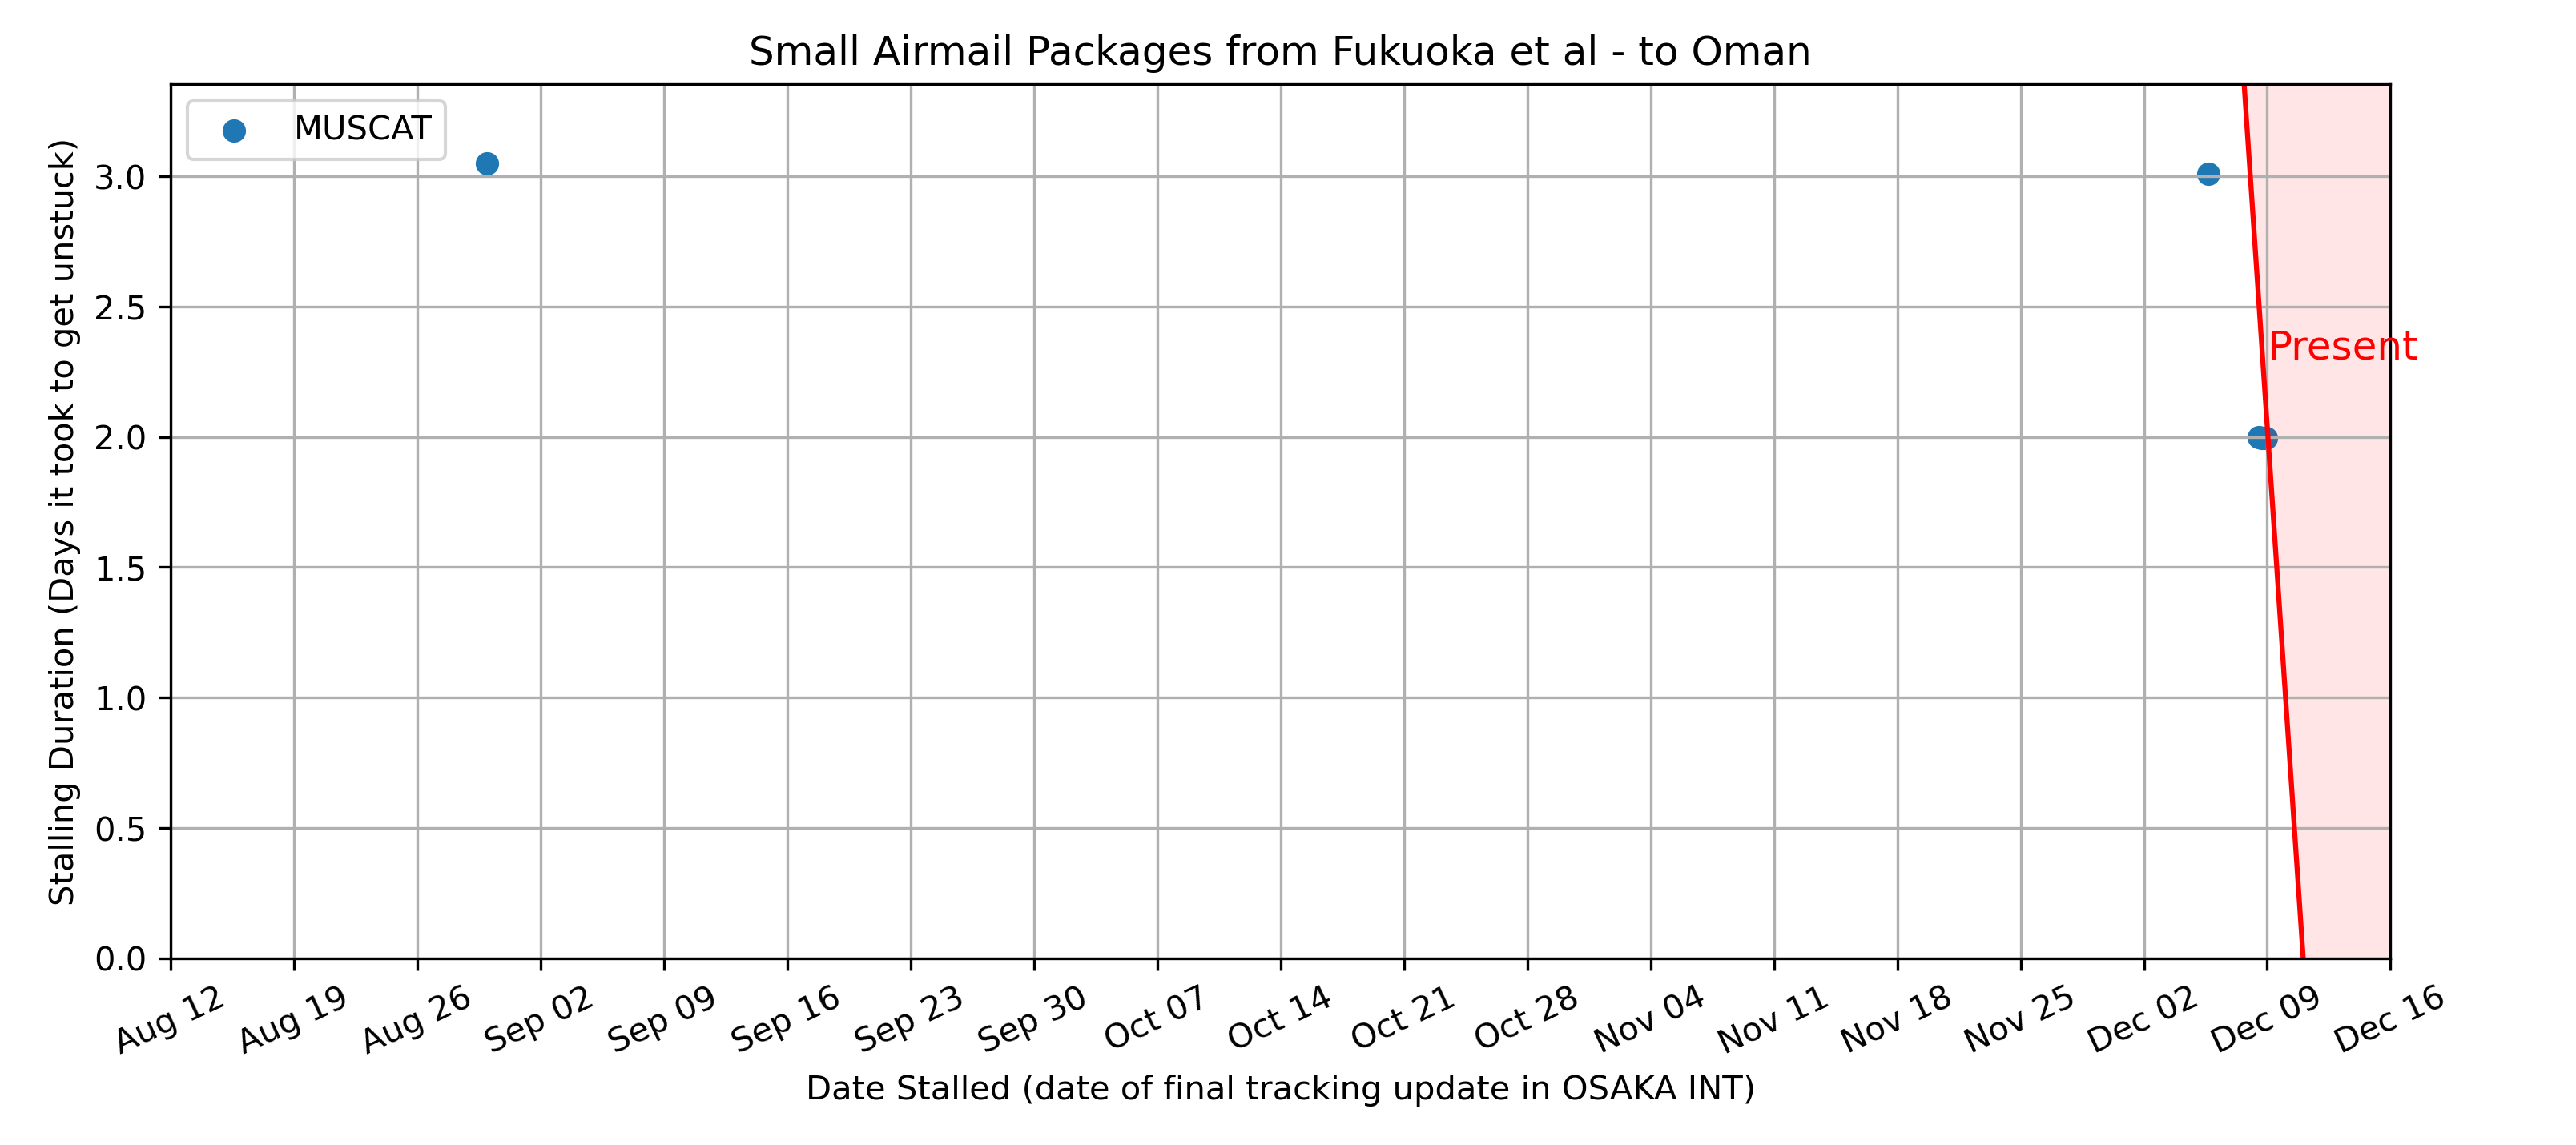 Small Airmail Packages from Fukuoka et al - to Oman
MUSCAT
Stalling Duration (Days it took to get unstuck)
3.0
2.5
2.0
1.5
1.0
0.5
0.0
Present
Aug 12 Aug 19 Aug 26 Sep 02 Sep 09 Sep 16 Sep 23 Sep 30 Oct 07 Oct 14 Oct 21 Oct 28 Nov 04 Nov 11 Nov 18 Nov 25 Dec 02 Dec 09 Dec 16
Date Stalled (date of final tracking update in OSAKA INT)